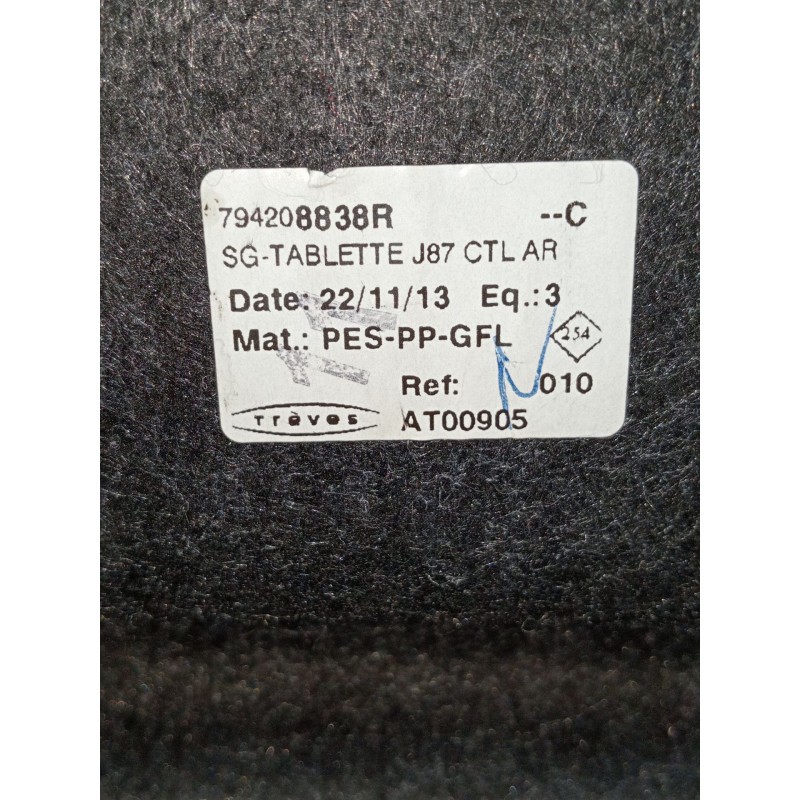 794208838R --C
SG-TABLETTE J87 CTL AR
Date: 22/11/13 Eq.:3
Mat.: PES-PP-GFL 254
Ref: 010
Trèves AT00905